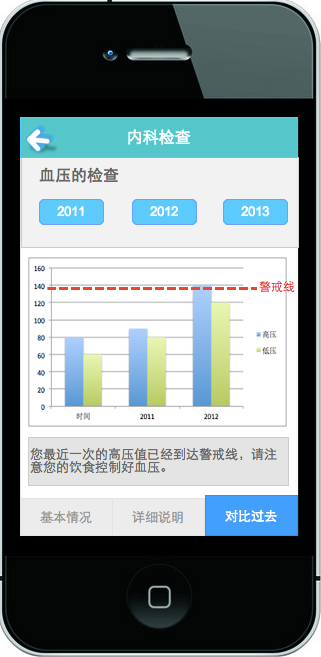 内科检查
血压的检查
2011 2012 2013
160
140
警戒线
120
100
80
高压
低压
60
40
20
0
时间 2011 2012
您最近一次的高压值已经到达警戒线，请注
意您的饮食控制好血压。
基本情况 详细说明 对比过去